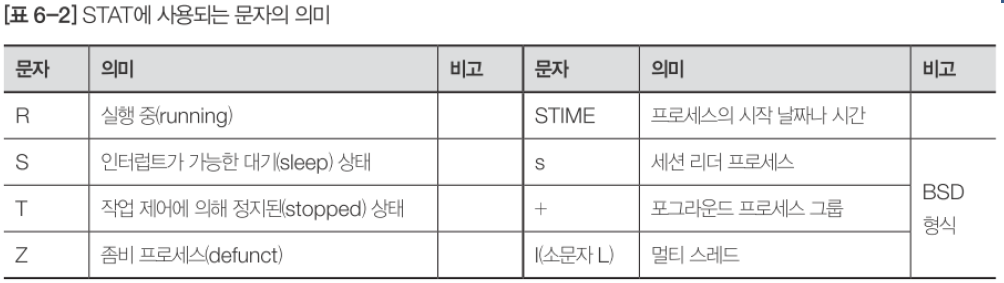 [표 6-2] STAT에 사용되는 문자의 의미
문자 의미 비고 문자 의미 비고
R 실행 중(running) STIME 프로세스의 시작 날짜나 시간
S 인터럽트가 가능한 대기(sleep) 상태 s 세션 리더 프로세스
T 작업 제어에 의해 정지된(stopped) 상태 + 포그라운드 프로세스 그룹
Z 좀비 프로세스(defunct) l(소문자 L) 멀티 스레드
BSD
형식